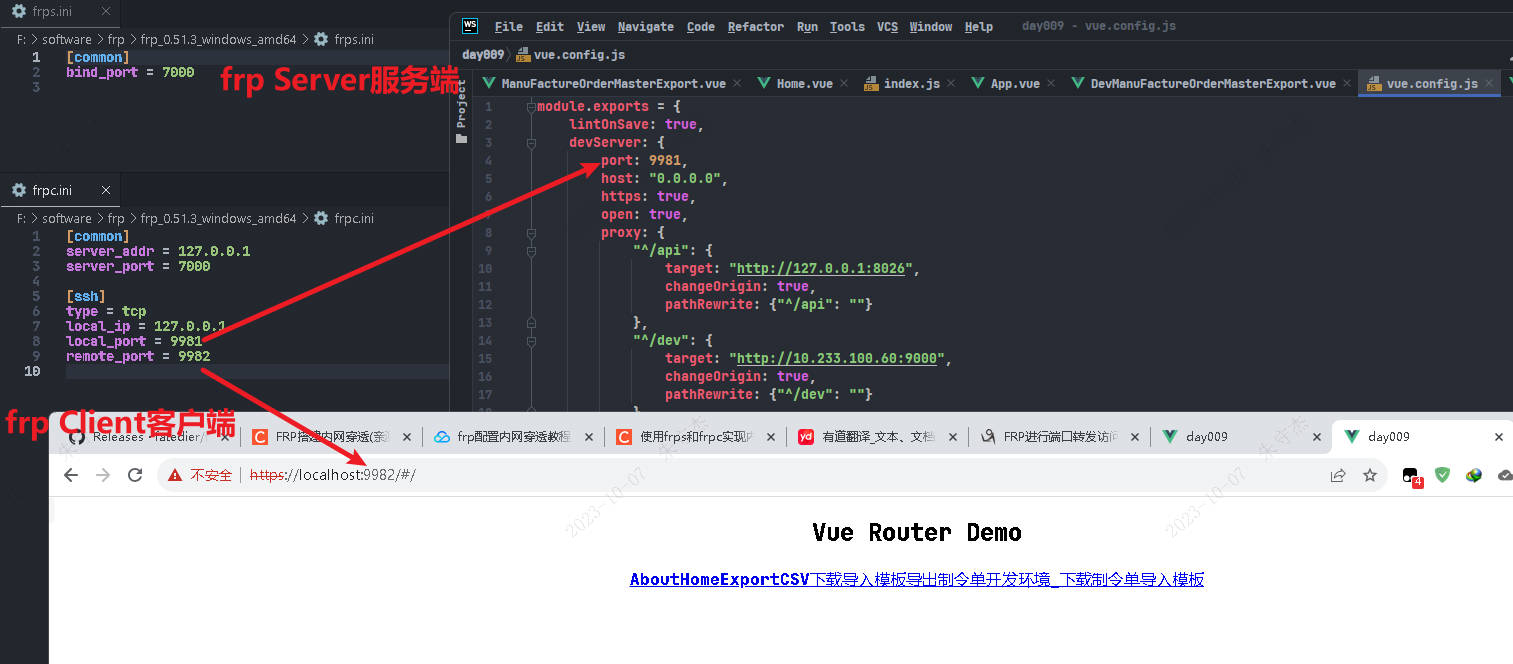 frps.ini
F: > software > frp > frp_0.51.3_windows_amd64 > frps.ini
1 [common]
2 bind_port = 7000
3
frp Server服务端
frpc.ini
F: > software > frp > frp_0.51.3_windows_amd64 > frpc.ini
1 [common]
2 server_addr = 127.0.0.1
3 server_port = 7000
4
5 [ssh]
6 type = tcp
7 local_ip = 127.0.0.1
8 local_port = 9981
9 remote_port = 9982
10
frp Client客户端
WS File Edit View Navigate Code Refactor Run Tools VCS Window Help day009 - vue.config.js
day009 vue.config.js
Project
ManuFactureOrderMasterExport.vue Home.vue index.js App.vue DevManuFactureOrderMasterExport.vue vue.config.js
1 module.exports = {
2 lintOnSave: true,
3 devServer: {
4 port: 9981,
5 host: "0.0.0.0",
6 https: true,
7 open: true,
8 proxy: {
9 "^/api": {
10 target: "http://127.0.0.1:8026",
11 changeOrigin: true,
12 pathRewrite: {"^/api": ""}
13 },
14 "^/dev": {
15 target: "http://10.233.100.60:9000",
16 changeOrigin: true,
17 pathRewrite: {"^/dev": ""}
Releases · fatedier/ FRP搭建内网穿透(亲 frp配置内网穿透教程 使用frps和frpc实现内 有道翻译_文本、文档 FRP进行端口转发访问 day009 day009
不安全 https://localhost:9982/#/
4
Vue Router Demo
AboutHomeExportCSV下载导入模板导出制令单开发环境_下载制令单导入模板
2023-10-07 朱守杰
2023-10-07 朱守杰